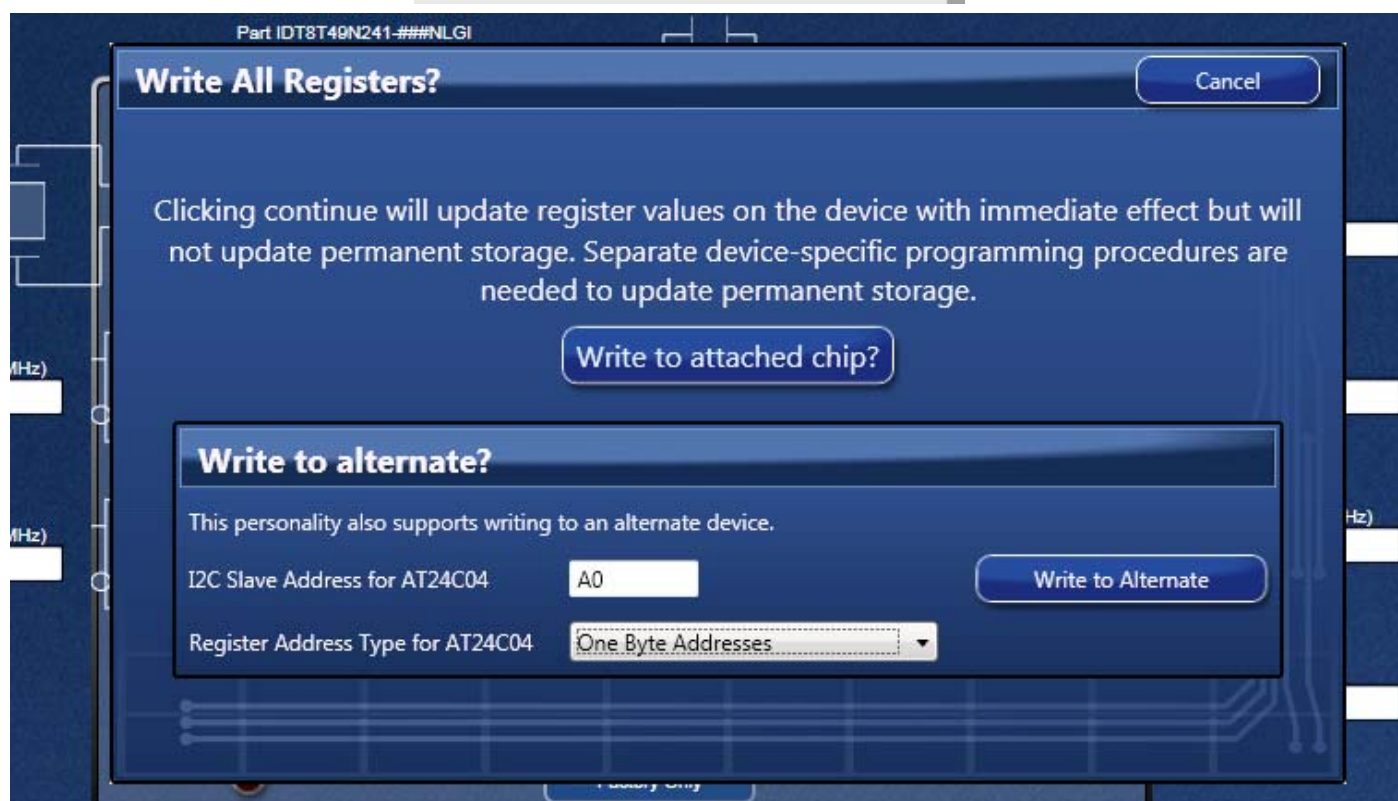 Part IDT8T49N241-###NLGI
Write All Registers?
Cancel
Clicking continue will update register values on the device with immediate effect but will
not update permanent storage. Separate device-specific programming procedures are
needed to update permanent storage.
Write to attached chip?
MHz)
Write to alternate?
This personality also supports writing to an alternate device.
MHz)
Hz)
I2C Slave Address for AT24C04
A0
Write to Alternate
Register Address Type for AT24C04
One Byte Addresses
Factory Only